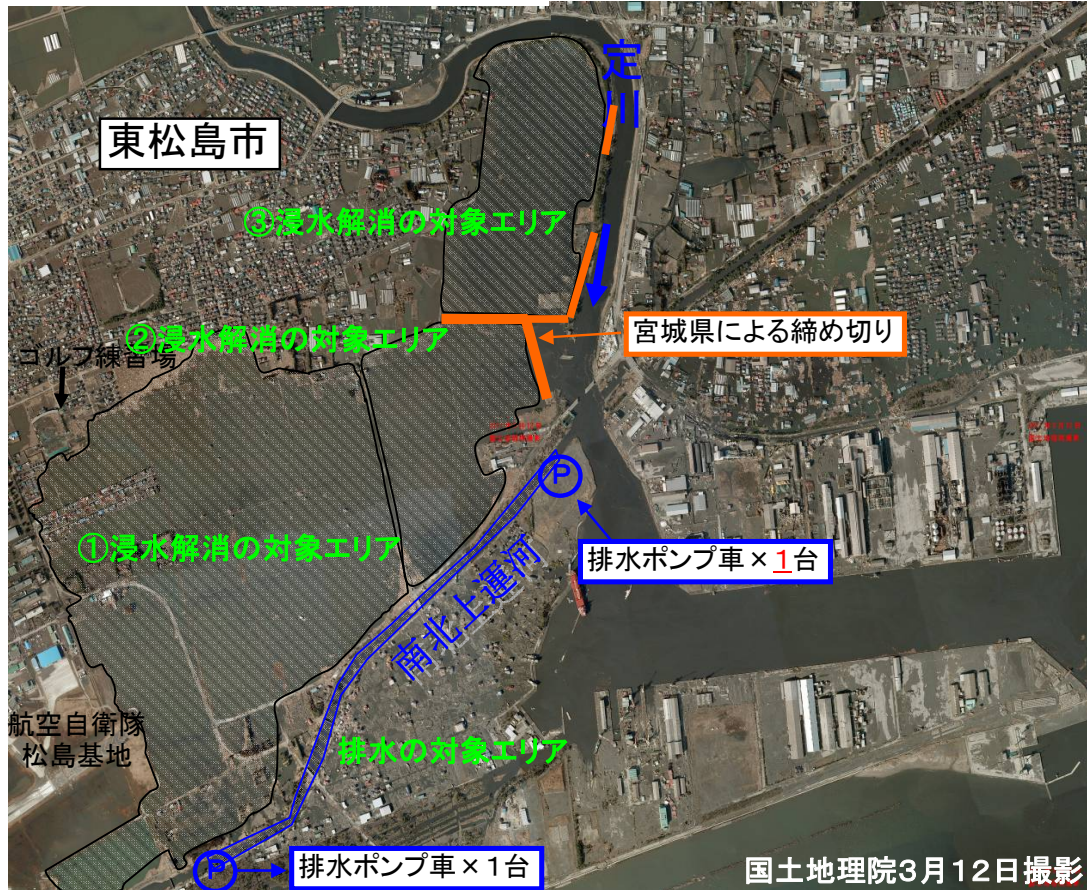 定川
東松島市
③浸水解消の対象エリア
②浸水解消の対象エリア
宮城県による締め切り
ゴルフ練習場
P
①浸水解消の対象エリア
排水ポンプ車×1台
南北上運河
航空自衛隊
松島基地
排水の対象エリア
P
排水ポンプ車×1台
国土地理院3月12日撮影